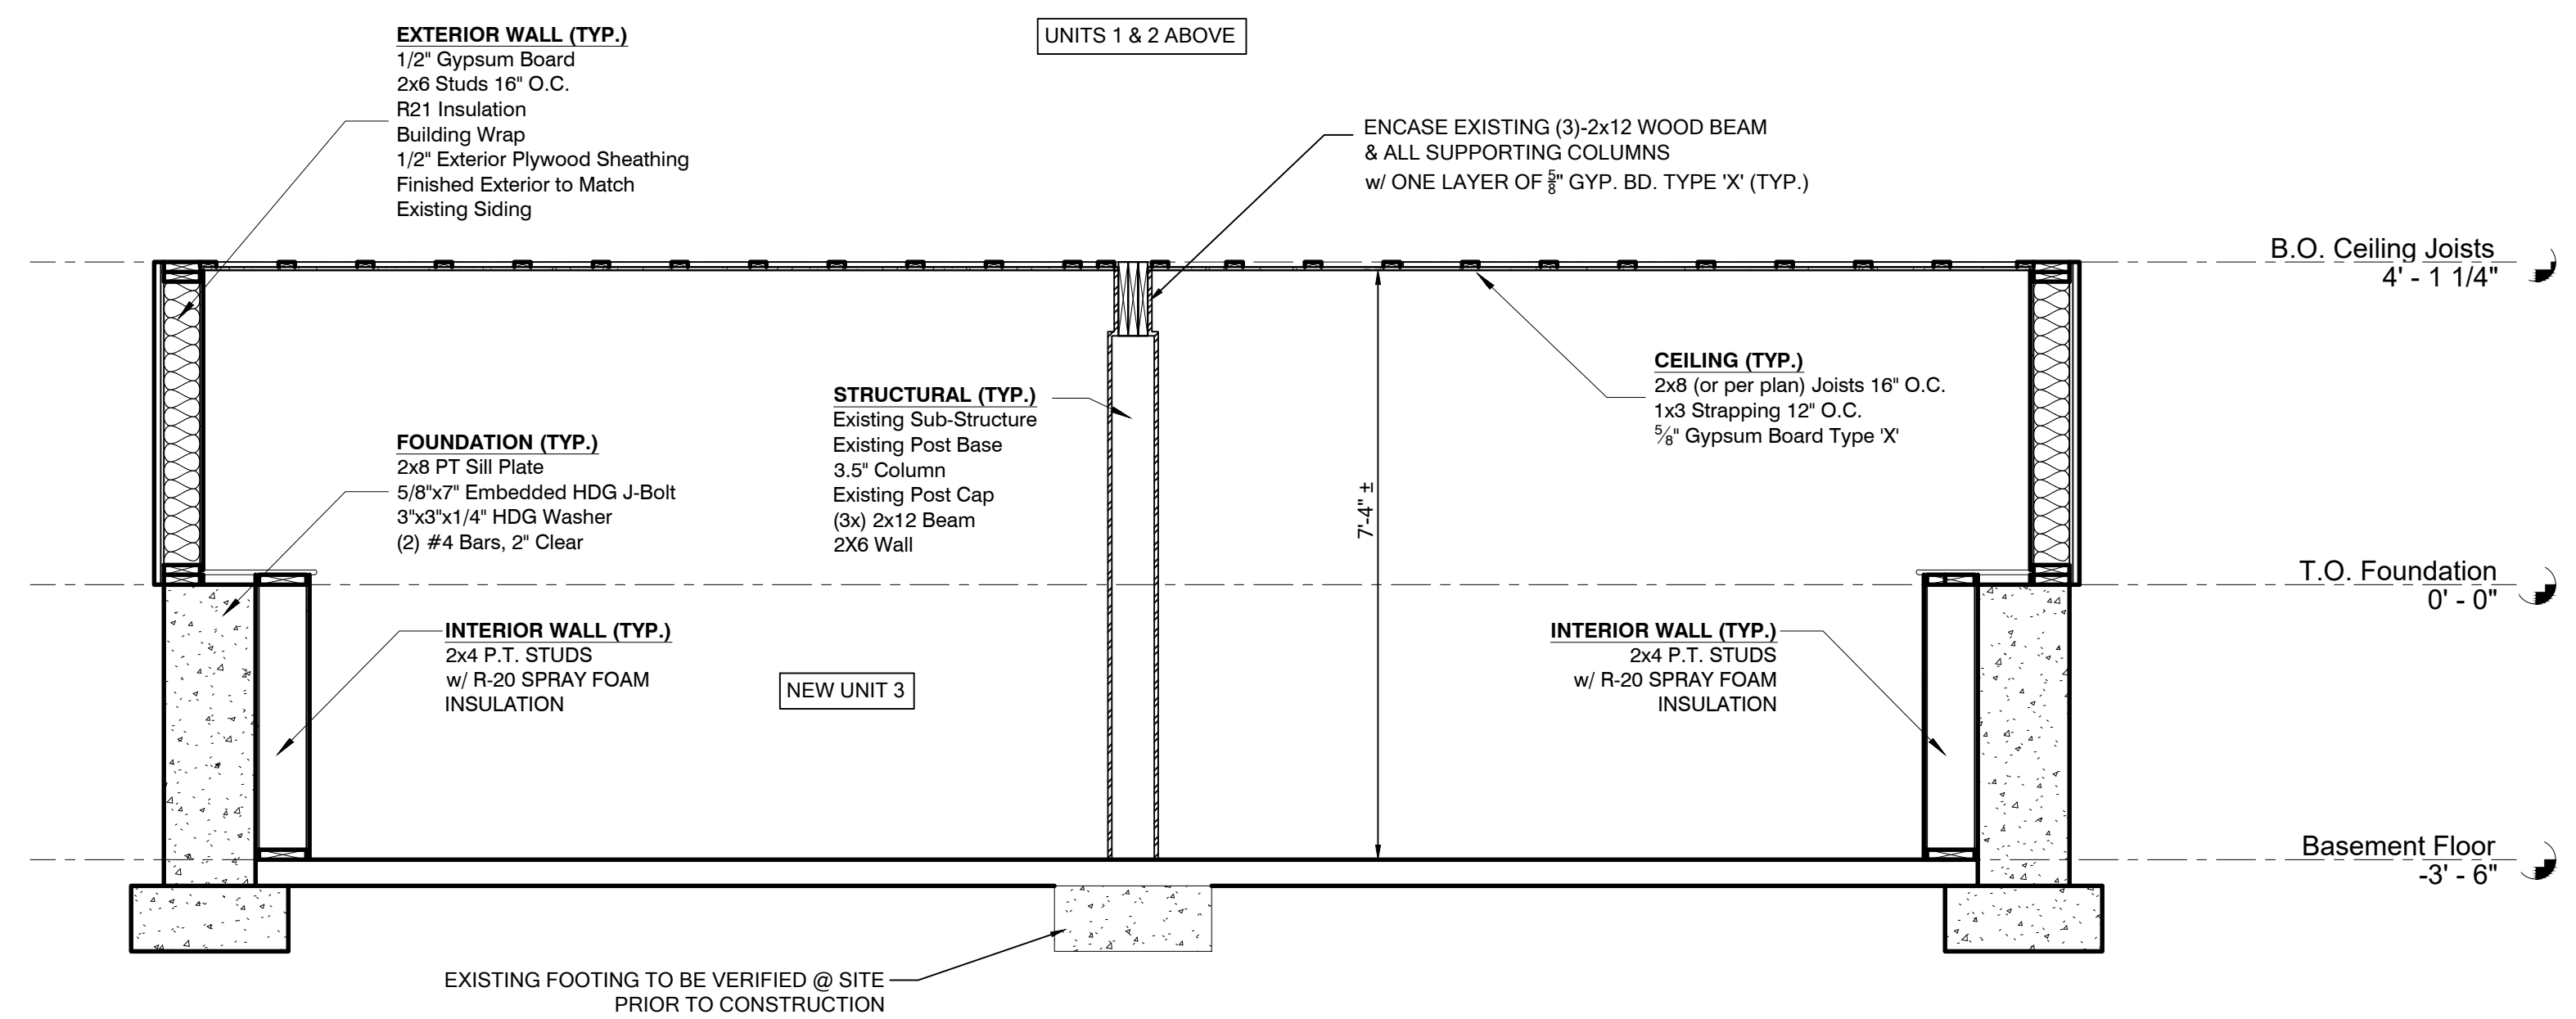 UNITS 1 & 2 ABOVE
EXTERIOR WALL (TYP.)
1/2" Gypsum Board
2x6 Studs 16" O.C.
R21 Insulation
Building Wrap
1/2" Exterior Plywood Sheathing
Finished Exterior to Match
Existing Siding
ENCASE EXISTING (3)-2x12 WOOD BEAM
& ALL SUPPORTING COLUMNS
w/ ONE LAYER OF 5/8" GYP. BD. TYPE 'X' (TYP.)
B.O. Ceiling Joists
4' - 1 1/4"
CEILING (TYP.)
2x8 (or per plan) Joists 16" O.C.
1x3 Strapping 12" O.C.
5/8" Gypsum Board Type 'X'
STRUCTURAL (TYP.)
Existing Sub-Structure
Existing Post Base
3.5" Column
Existing Post Cap
(3x) 2x12 Beam
2X6 Wall
FOUNDATION (TYP.)
2x8 PT Sill Plate
5/8"x7" Embedded HDG J-Bolt
3"x3"x1/4" HDG Washer
(2) #4 Bars, 2" Clear
7'-4" ±
T.O. Foundation
0' - 0"
INTERIOR WALL (TYP.)
2x4 P.T. STUDS
w/ R-20 SPRAY FOAM
INSULATION
NEW UNIT 3
INTERIOR WALL (TYP.)
2x4 P.T. STUDS
w/ R-20 SPRAY FOAM
INSULATION
Basement Floor
-3' - 6"
EXISTING FOOTING TO BE VERIFIED @ SITE
PRIOR TO CONSTRUCTION